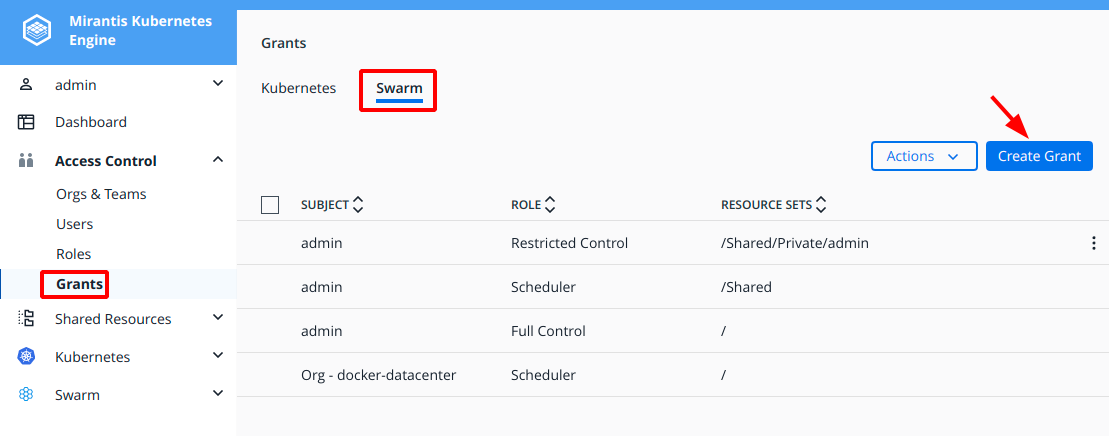 Mirantis Kubernetes
Engine
admin
Dashboard
Access Control
Orgs & Teams
Users
Roles
Grants
Shared Resources
Kubernetes
Swarm
Grants
Kubernetes Swarm
Actions Create Grant
SUBJECT ROLE RESOURCE SETS
admin Restricted Control /Shared/Private/admin
admin Scheduler /Shared
admin Full Control /
Org - docker-datacenter Scheduler /